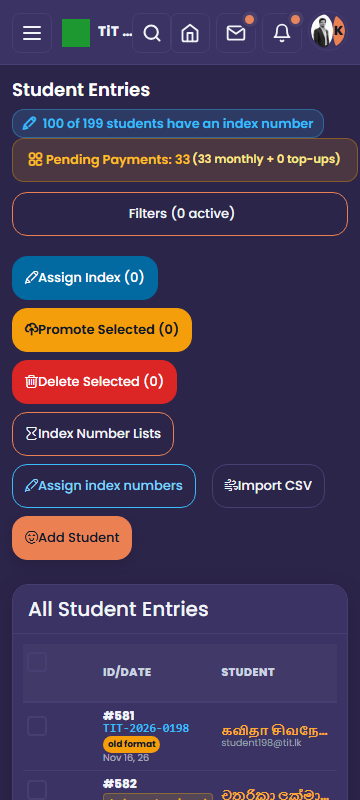 TIT ...
K
Student Entries
100 of 199 students have an index number
Pending Payments: 33 (33 monthly + 0 top-ups)
Filters (0 active)
Assign Index (0)
Promote Selected (0)
Delete Selected (0)
Index Number Lists
Assign index numbers
Import CSV
Add Student
All Student Entries
ID/DATE STUDENT
#581
TIT-2026-0198
கவிதா சிவநே...
old format
student198@tit.lk
Nov 16, 26
#582